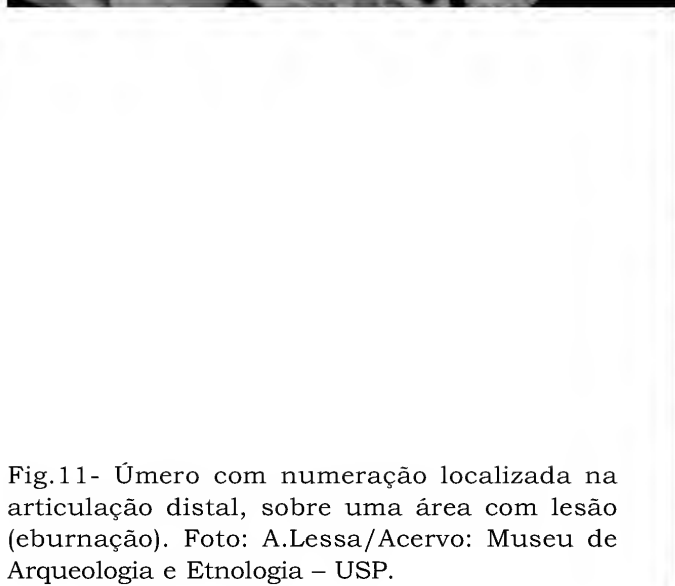 Fig.11- Úmero com numeração localizada na
articulação distal, sobre uma área com lesão
(eburnação). Foto: A.Lessa/Acervo: Museu de
Arqueologia e Etnologia – USP.